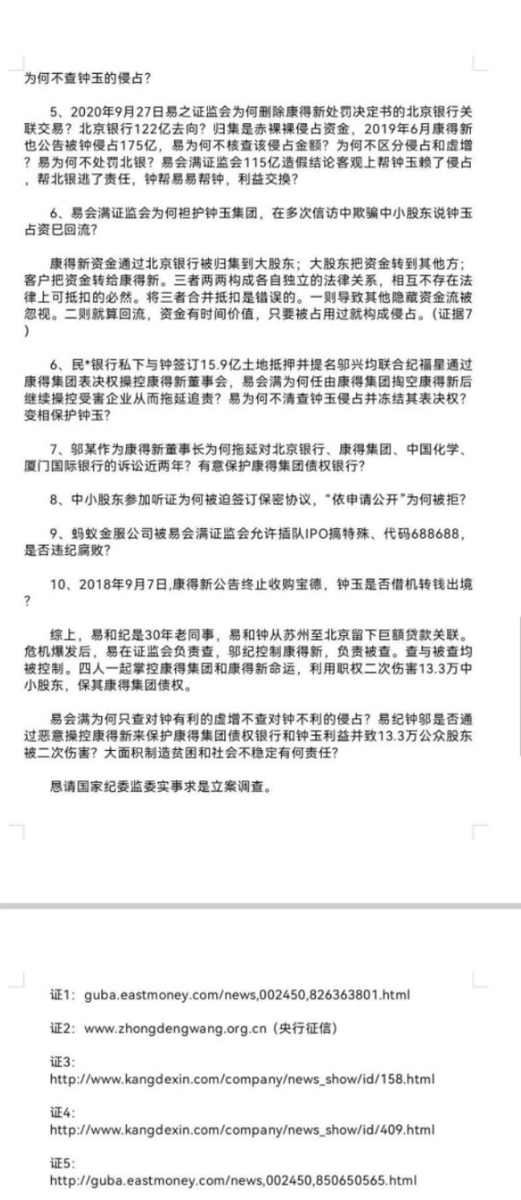 为何不查钟玉的侵占?
5、2020年9月27日易之证监会为何删除康得新处罚决定书的北京银行关
联交易?北京银行122亿去向?归集是赤裸裸侵占资金,2019年6月康得新
也公告被钟侵占175亿,易为何不核查该侵占金额?为何不区分侵占和虚增
?易为何不处罚北银?易会满证监会115亿造假结论客观上帮钟玉赖了侵占
,帮北银逃了责任,钟帮易易帮钟,利益交换?
6、易会满证监会为何袒护钟玉集团,在多次信访中欺骗中小股东说钟玉
占资已回流?
康得新资金通过北京银行被归集到大股东;大股东把资金转到其他方;
客户把资金转给康得新。三者两两构成各自独立的法律关系,相互不存在法
律上可抵扣的必然。将三者合并抵扣是错误的。一则导致其他隐藏资金流被
忽视。二则就算回流,资金有时间价值,只要被占用过就构成侵占。(证据7
)
6、民*银行私下与钟签订15.9亿土地抵押并提名邬兴均联合纪福星通过
康得集团表决权操控康得新董事会,易会满为何任由康得集团掏空康得新后
继续操控受害企业从而拖延追责?易为何不清查钟玉侵占并冻结其表决权?
变相保护钟玉?
7、邬某作为康得新董事长为何拖延对北京银行、康得集团、中国化学、
厦门国际银行的诉讼近两年?有意保护康得集团债权银行?
8、中小股东参加听证为何被迫签订保密协议,“依申请公开”为何被拒?
9、蚂蚁金服公司被易会满证监会允许插队IPO搞特殊、代码688688,
是否违纪腐败?
10、2018年9月7日,康得新公告终止收购宝德,钟玉是否借机转钱出境
?
综上,易和纪是30年老同事,易和钟从苏州至北京留下巨額贷款关联。
危机爆发后,易在证监会负责查,邬纪控制康得新,负责被查。查与被查均
被控制。四人一起掌控康得集团和康得新命运,利用职权二次伤害13.3万中
小股东,保其康得集团债权。
易会满为何只查对钟有利的虚增不查对钟不利的侵占?易纪钟邬是否通
过恶意操控康得新来保护康得集团债权银行和钟玉利益并致13.3万公众股东
被二次伤害?大面积制造贫困和社会不稳定有何责任?
恳请国家纪委监委实事求是立案调查。
证1:guba.eastmoney.com/news,002450,826363801.html
证2:www.zhongdengwang.org.cn(央行征信)
证3:
http://www.kangdexin.com/company/news_show/id/158.html
证4:
http://www.kangdexin.com/company/news_show/id/409.html
证5:
http://guba.eastmoney.com/news,002450,850650565.html